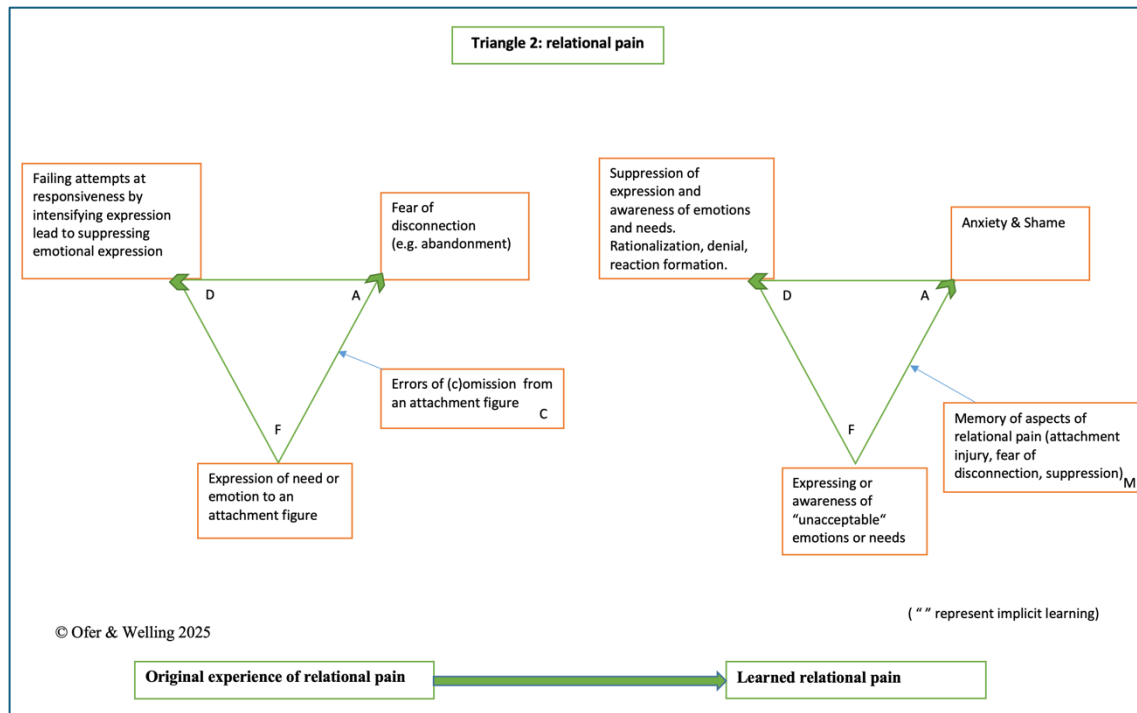 Triangle 2: relational pain
Failing attempts at
responsiveness by
intensifying expression
lead to suppressing
emotional expression
Fear of
disconnection
(e.g. abandonment)
D
A
Errors of (c)omission from
an attachment figure
C
F
Expression of need or
emotion to an
attachment figure
Suppression of
expression and
awareness of emotions
and needs.
Rationalization, denial,
reaction formation.
Anxiety & Shame
D
A
Memory of aspects of
relational pain (attachment
injury, fear of
disconnection, suppression)
M
F
Expressing or
awareness of
“unacceptable“
emotions or needs
( “ ” represent implicit learning)
© Ofer & Welling 2025
Original experience of relational pain
Learned relational pain